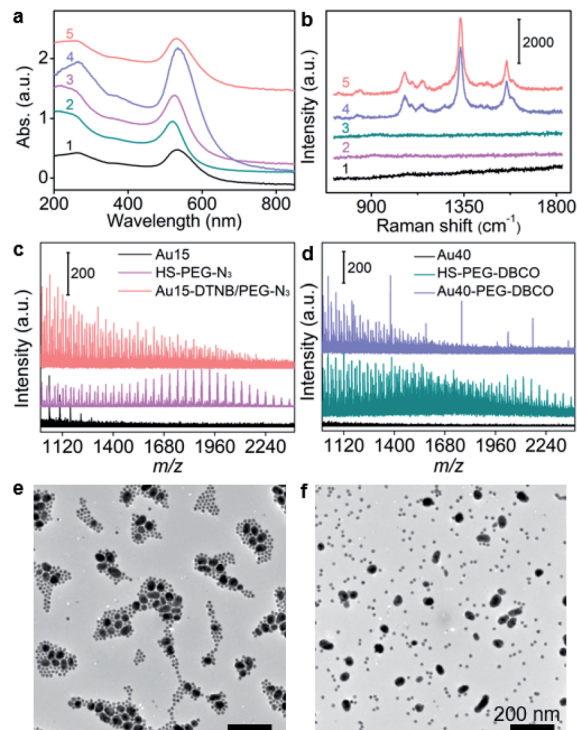 a
5
4
3
2
1
2
1
0
Abs. (a.u.)
200 400 600 800
Wavelength (nm)
b
2000
5
4
3
2
1
Intensity (a.u.)
900 1350 1800
Raman shift (cm⁻¹)
c
200
Au15
HS-PEG-N₃
Au15-DTNB/PEG-N₃
Intensity (a.u.)
1120 1400 1680 1960 2240
m/z
d
200
Au40
HS-PEG-DBCO
Au40-PEG-DBCO
Intensity (a.u.)
1120 1400 1680 1960 2240
m/z
e
f
200 nm